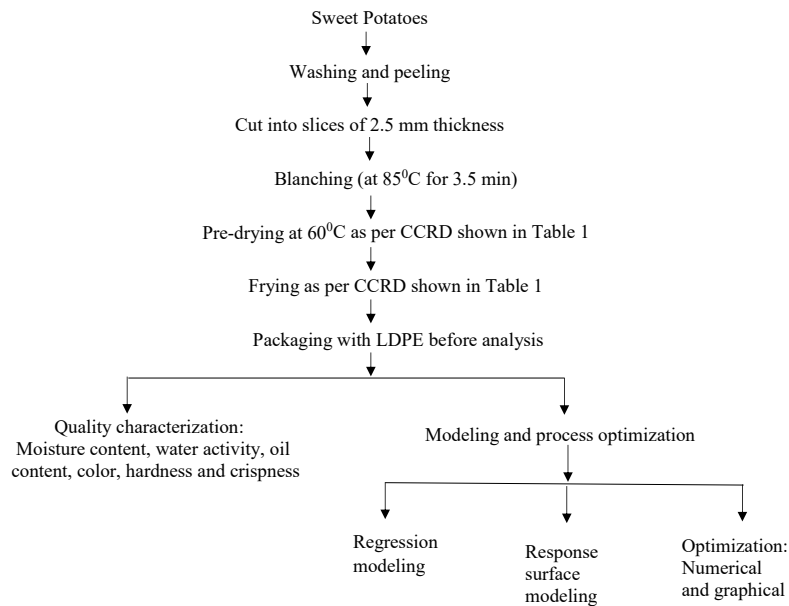 Sweet Potatoes
Washing and peeling
Cut into slices of 2.5 mm thickness
Blanching (at 85⁰C for 3.5 min)
Pre-drying at 60⁰C as per CCRD shown in Table 1
Frying as per CCRD shown in Table 1
Packaging with LDPE before analysis
Quality characterization:
Moisture content, water activity, oil
content, color, hardness and crispness
Modeling and process optimization
Regression
modeling
Response
surface
modeling
Optimization:
Numerical
and graphical